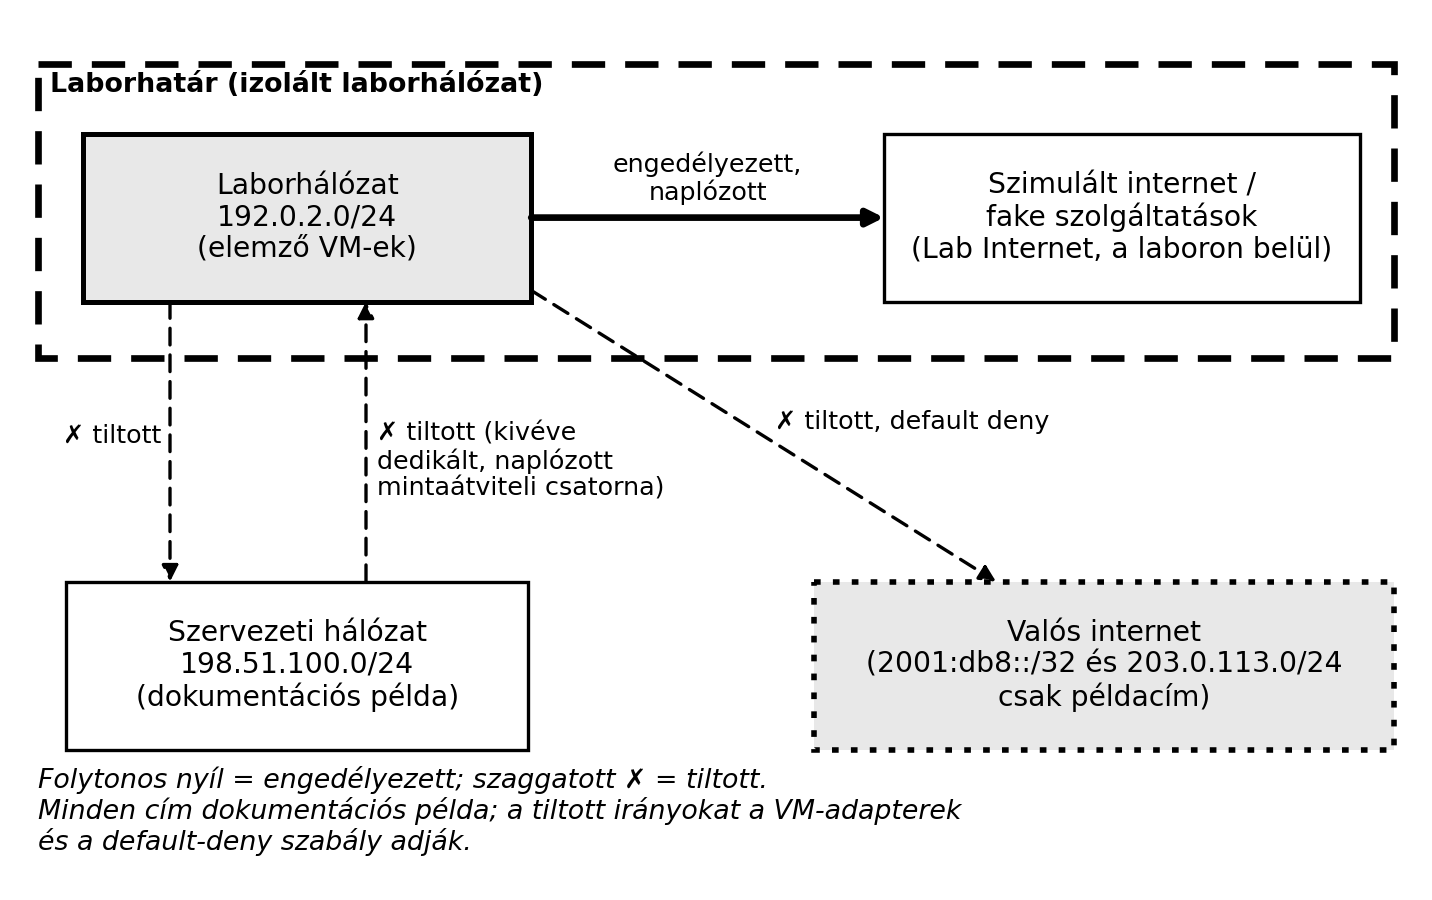 Laborhatár (izolált laborhálózat)
Laborhálózat
192.0.2.0/24
(elemző VM-ek)
engedélyezett,
naplózott
Szimulált internet /
fake szolgáltatások
(Lab Internet, a laboron belül)
✗ tiltott
✗ tiltott (kivéve
dedikált, naplózott
mintaátviteli csatorna)
✗ tiltott, default deny
Szervezeti hálózat
198.51.100.0/24
(dokumentációs példa)
Valós internet
(2001:db8::/32 és 203.0.113.0/24
csak példacím)
Folytonos nyíl = engedélyezett; szaggatott ✗ = tiltott.
Minden cím dokumentációs példa; a tiltott irányokat a VM-adapterek
és a default-deny szabály adják.